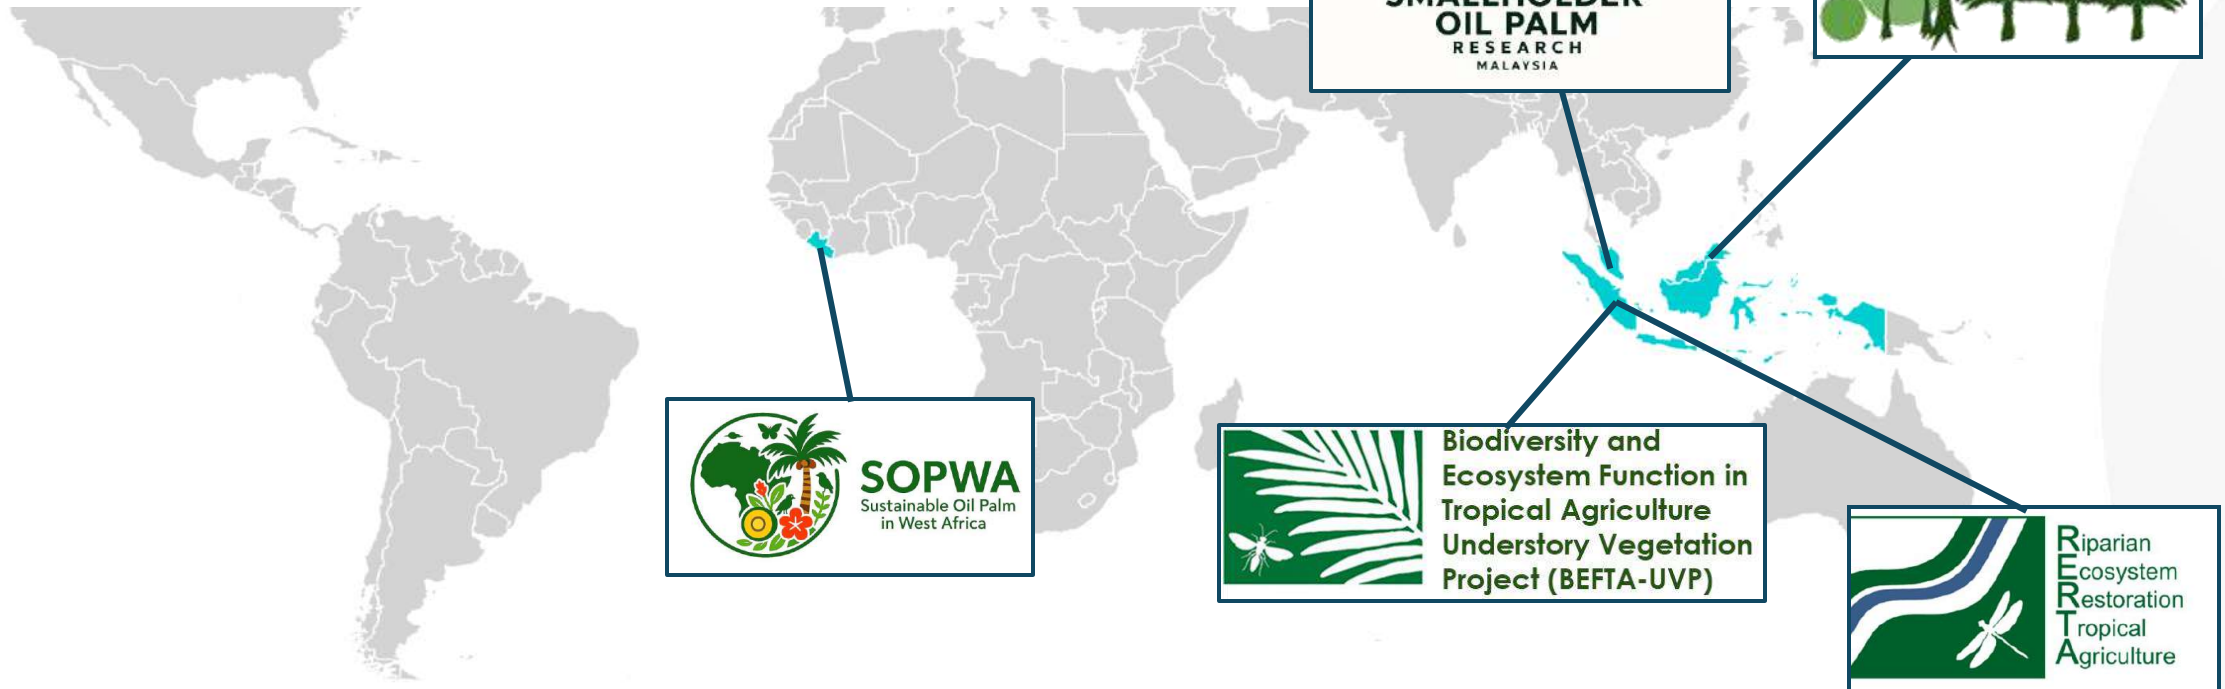 SMALLHOLDER
OIL PALM
RESEARCH
MALAYSIA
SOPWA
Sustainable Oil Palm
in West Africa
Biodiversity and
Ecosystem Function in
Tropical Agriculture
Understory Vegetation
Project (BEFTA-UVP)
Riparian
Ecosystem
Restoration
Tropical
Agriculture